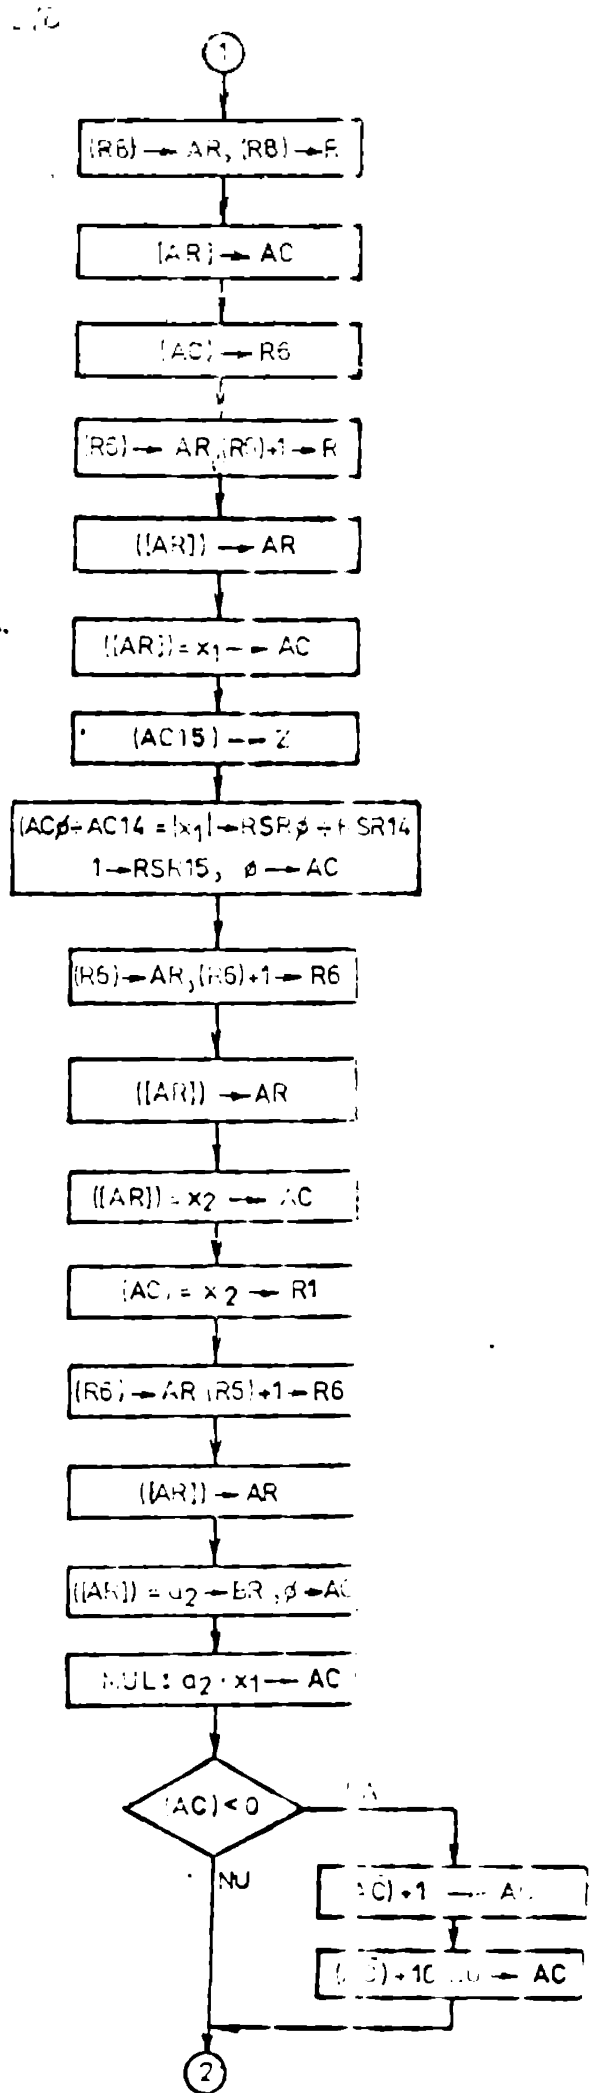 1
(R6) → AR, (R8) → R
[AR] → AC
(AC) → R6
(R6) → AR, (R6)+1 → R
([AR]) → AR
([AR]) = x1 → AC
(AC15) → Z
(ACø÷AC14 = |x1| → RSRø ÷ RSR14
1 → RSR15, ø → AC
(R6) → AR, (R6)+1 → R6
([AR]) → AR
([AR]) = x2 → AC
(AC) = x2 → R1
(R6) → AR (R6)+1 → R6
([AR]) → AR
([AR]) = a2 → BR, ø → AC
MUL: a2 · x1 → AC
(AC) < 0
NU
+1 →
+ AC
2